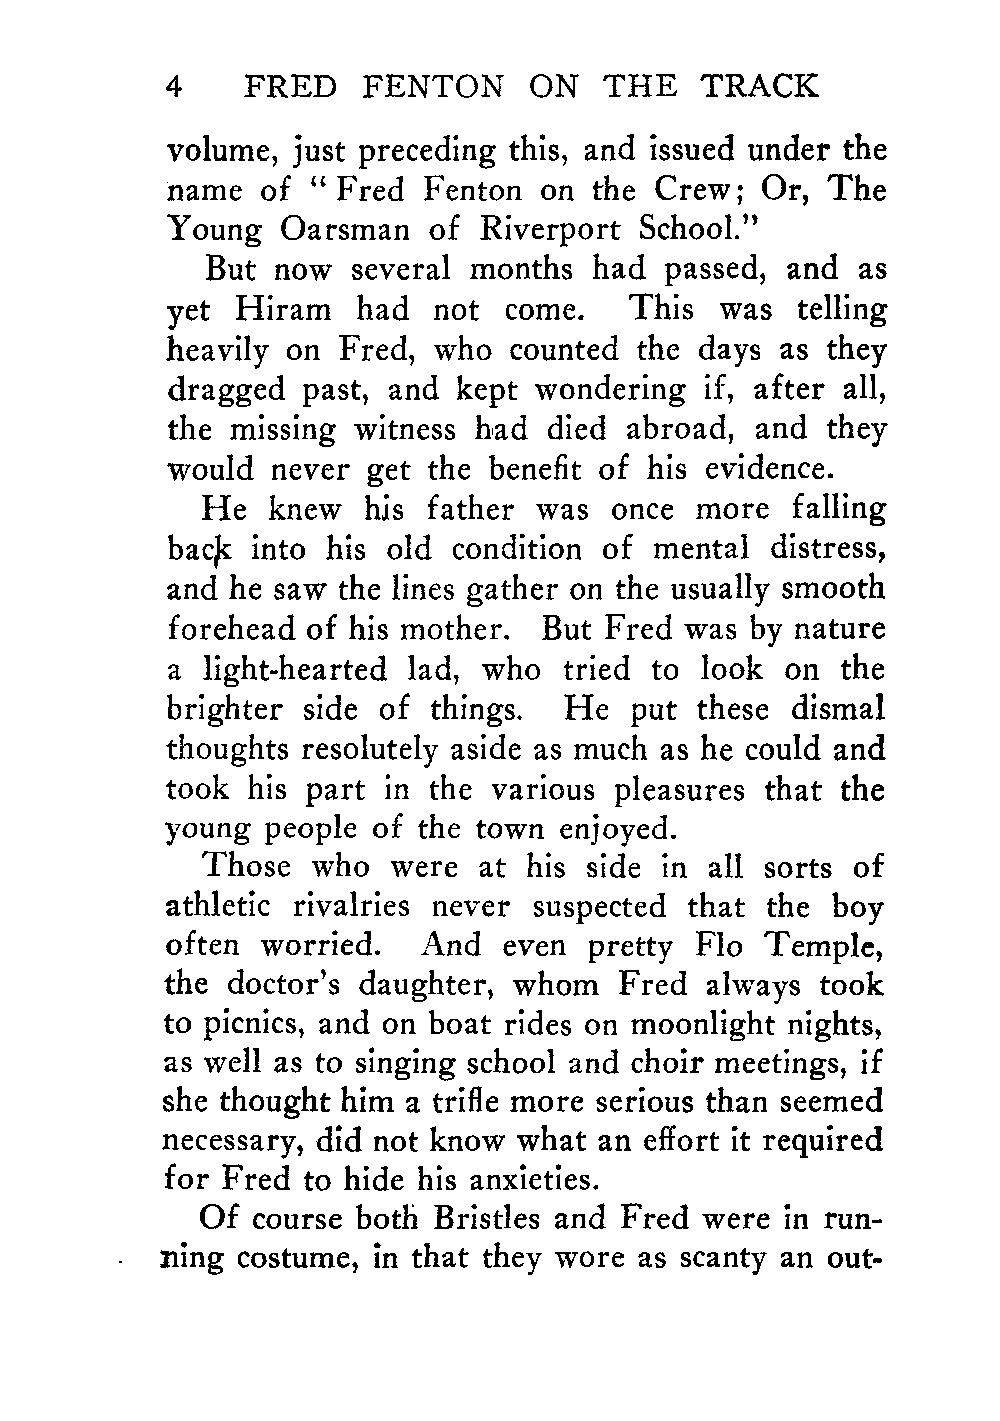 4 FRED FENTON ON THE TRACK
volume, just preceding this, and issued under the
name of “ Fred Fenton on the Crew; Or, The
Young Oarsman of Riverport School.”
But now several months had passed, and as
yet Hiram had not come. This was telling
heavily on Fred, who counted the days as they
dragged past, and kept wondering if, after all,
the missing witness had died abroad, and they
would never get the benefit of his evidence.
He knew his father was once more falling
back into his old condition of mental distress,
and he saw the lines gather on the usually smooth
forehead of his mother. But Fred was by nature
a light-hearted lad, who tried to look on the
brighter side of things. He put these dismal
thoughts resolutely aside as much as he could and
took his part in the various pleasures that the
young people of the town enjoyed.
Those who were at his side in all sorts of
athletic rivalries never suspected that the boy
often worried. And even pretty Flo Temple,
the doctor’s daughter, whom Fred always took
to picnics, and on boat rides on moonlight nights,
as well as to singing school and choir meetings, if
she thought him a trifle more serious than seemed
necessary, did not know what an effort it required
for Fred to hide his anxieties.
Of course both Bristles and Fred were in run-
ning costume, in that they wore as scanty an out-